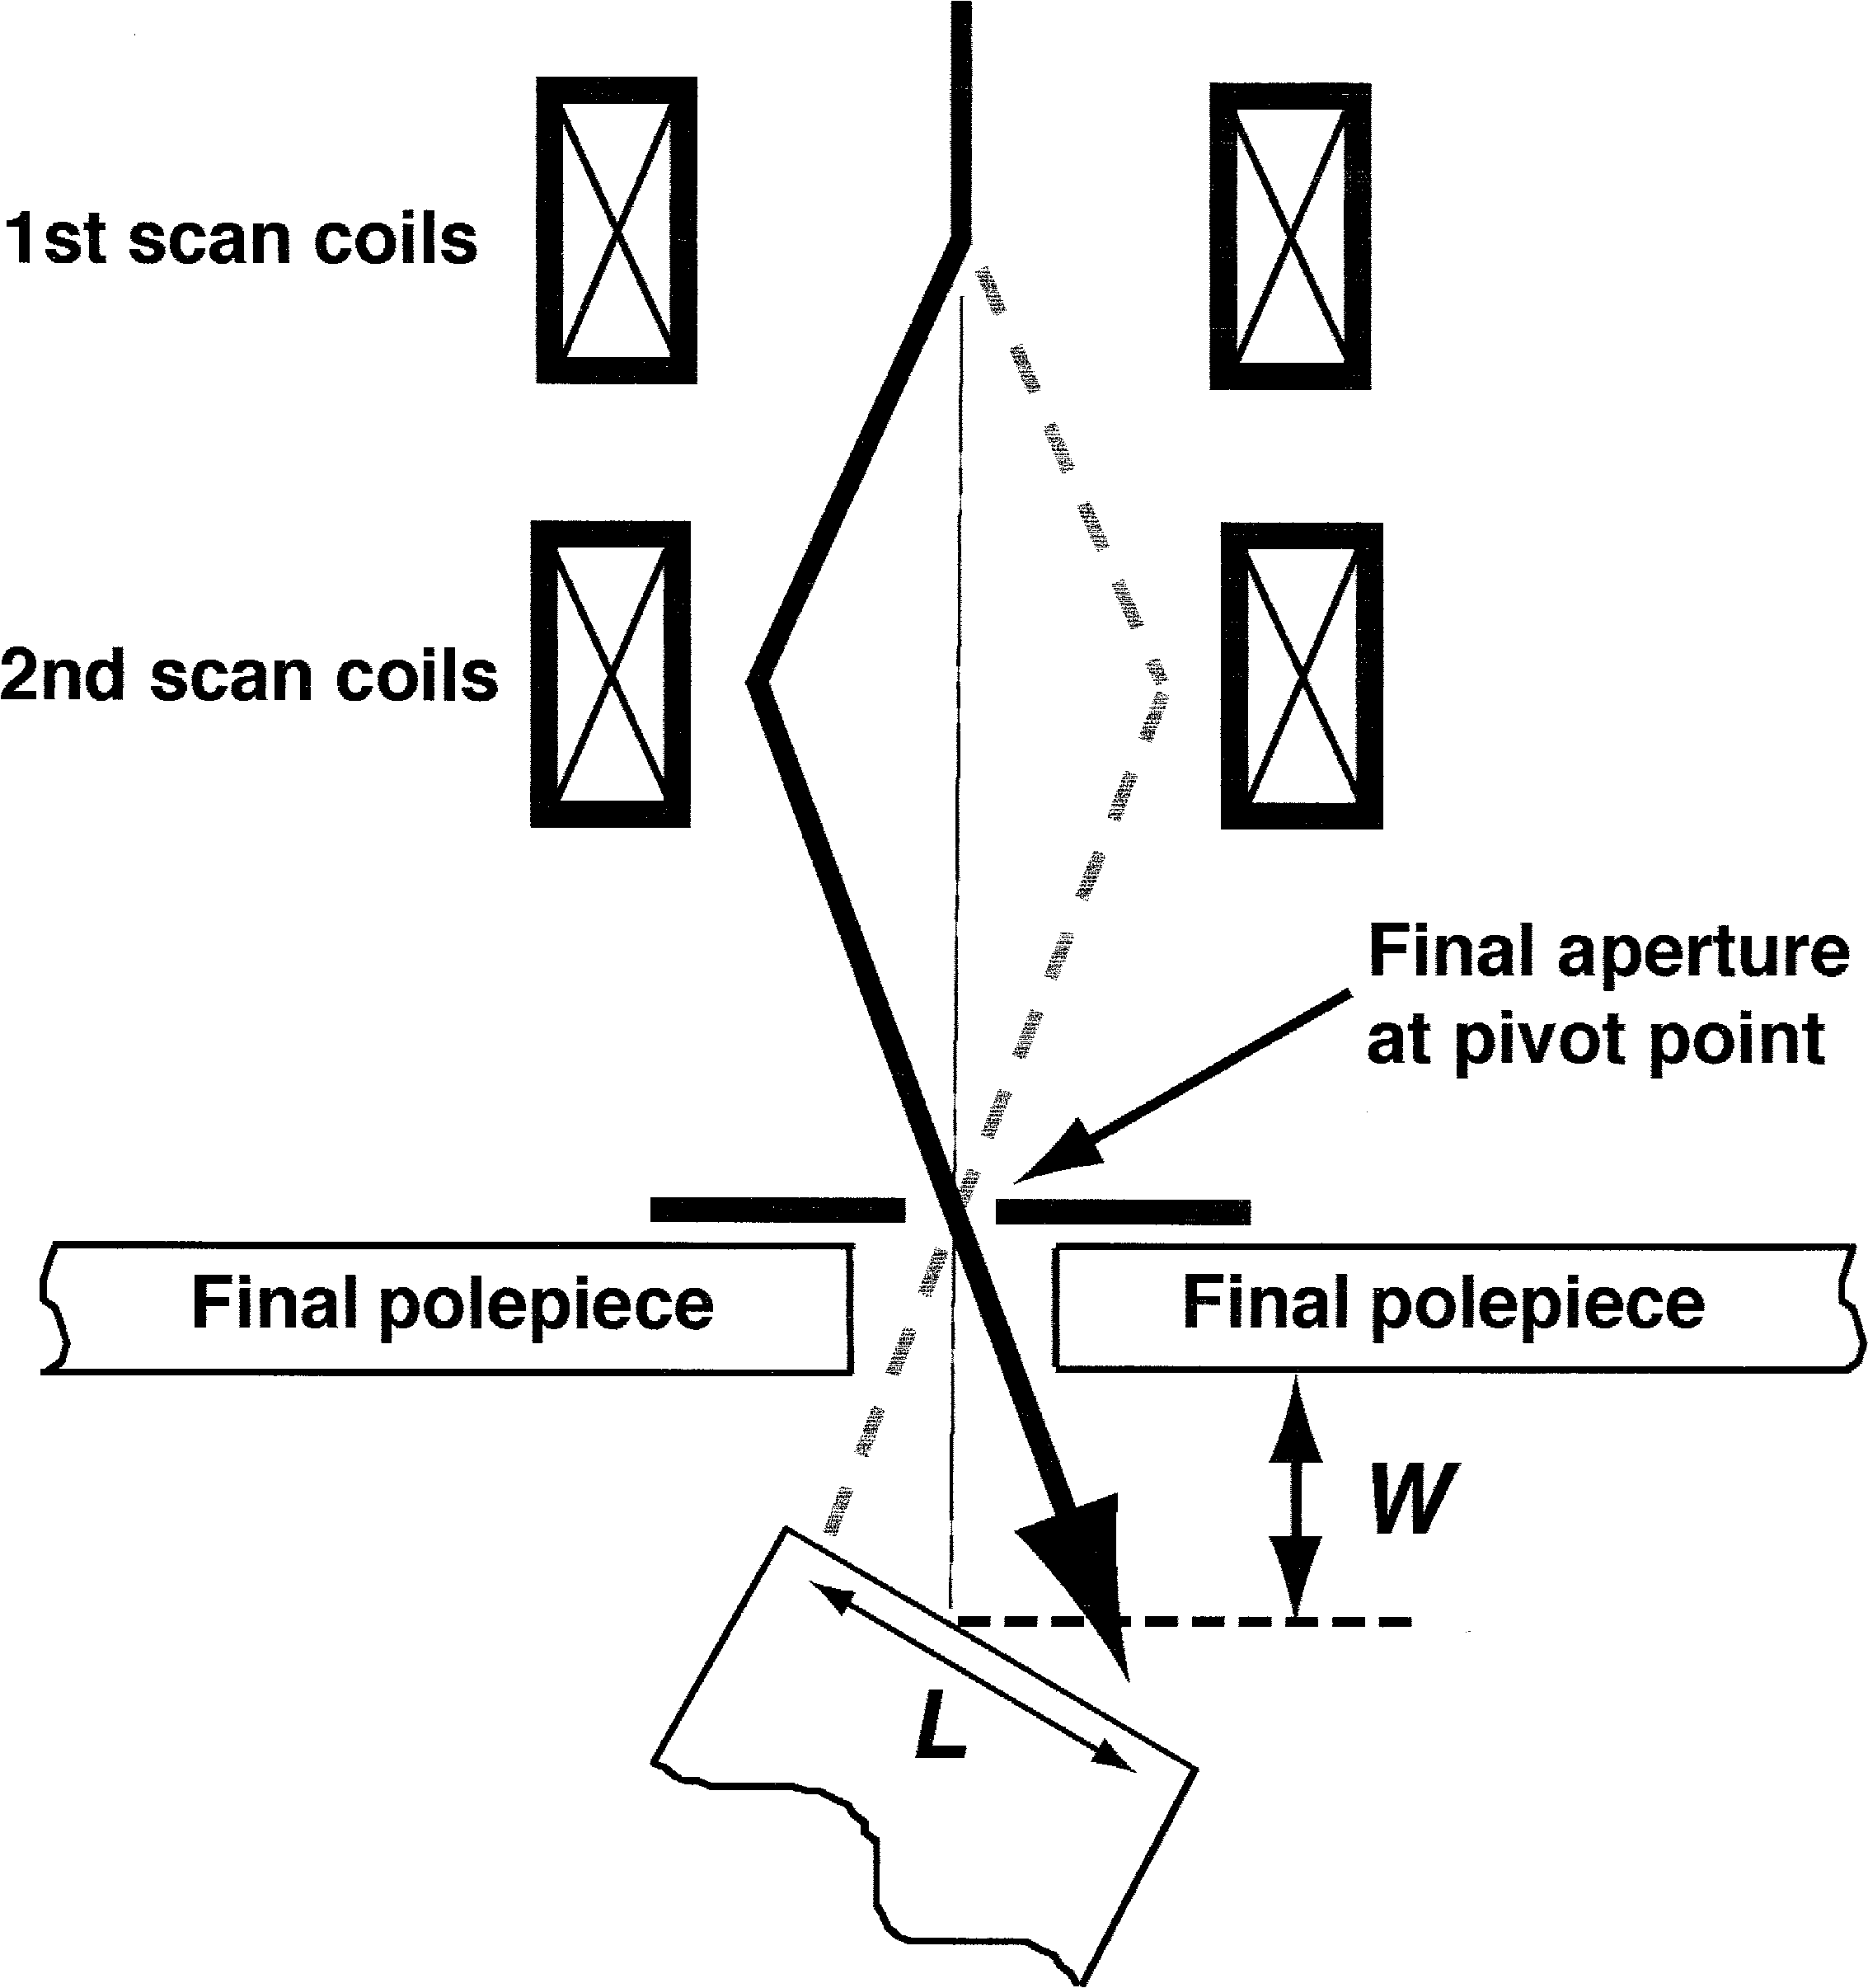 1st scan coils
2nd scan coils
Final aperture
at pivot point
Final polepiece
Final polepiece
W
L